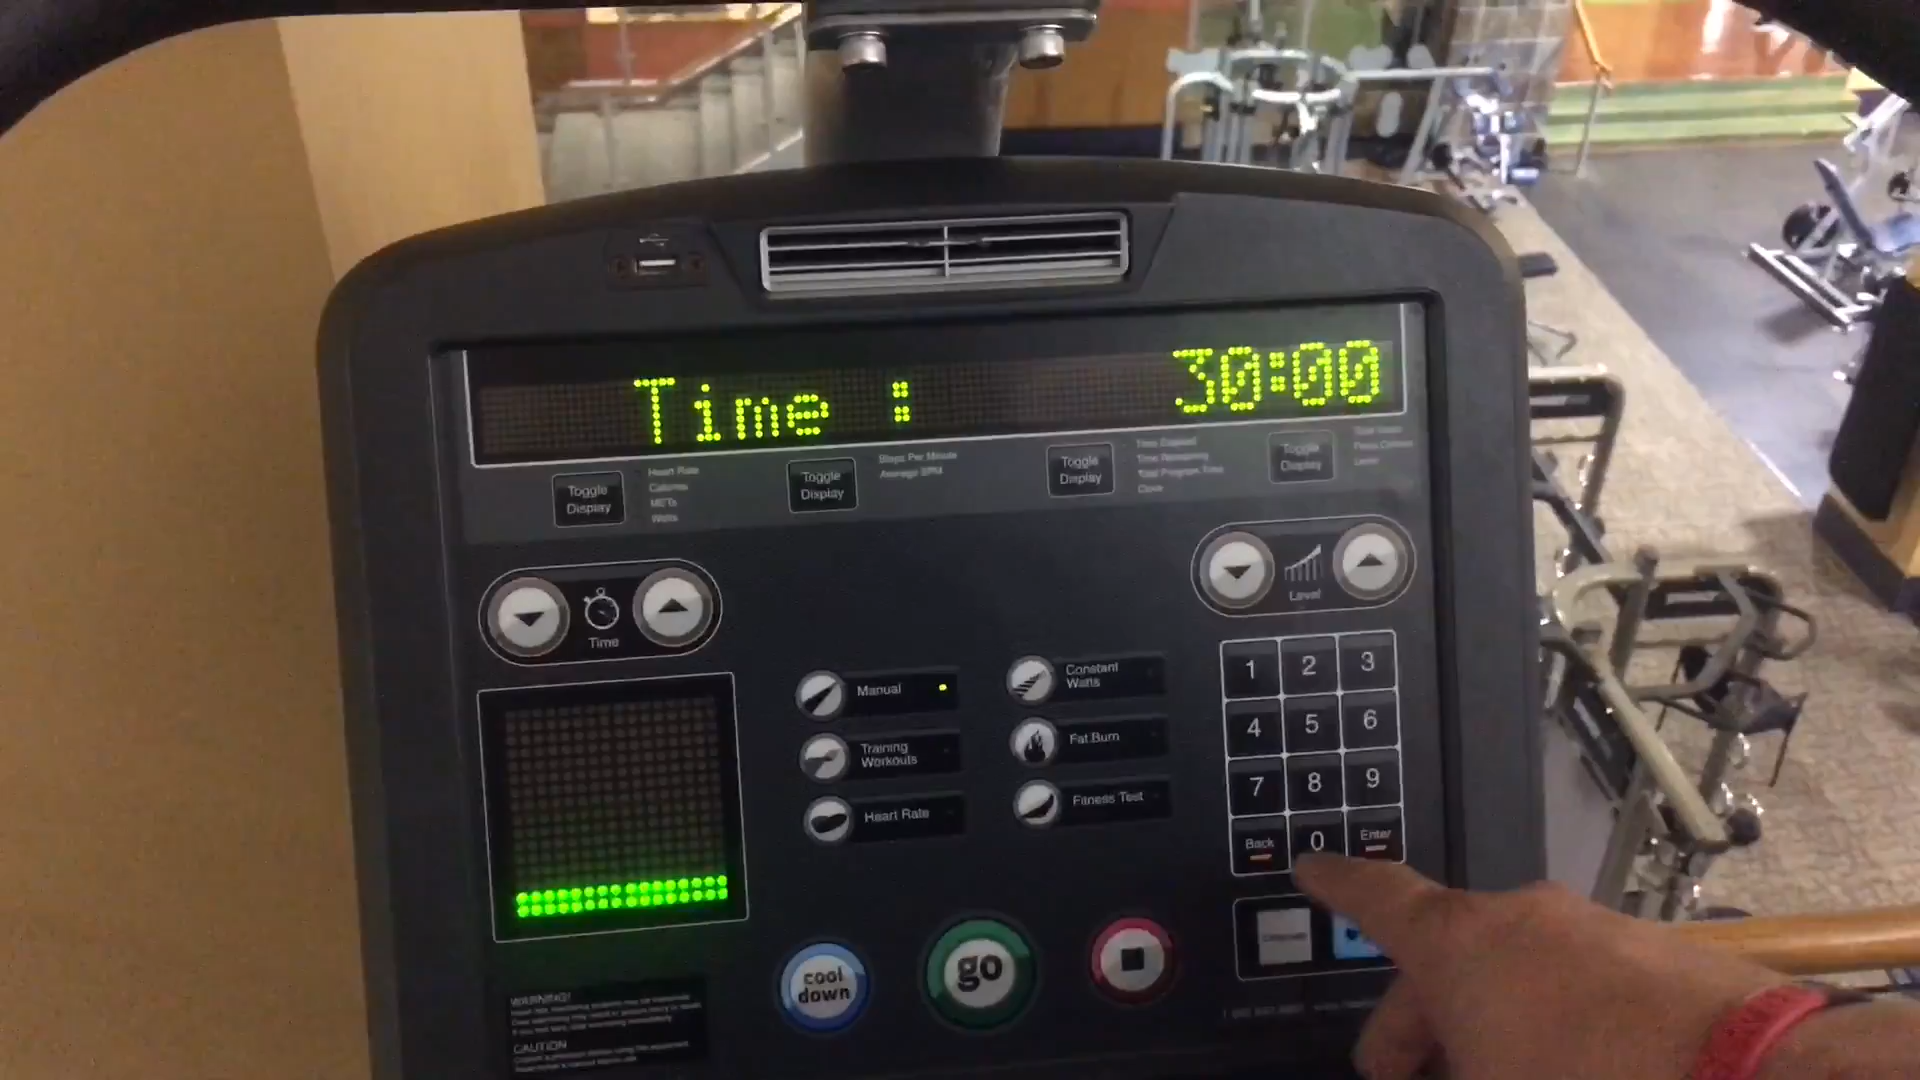 Time : 30:00
Toggle
Display
Heart Rate
Calories
METs
Watts
Toggle
Display
Steps Per Minute
Average SPM
Toggle
Display
Time Elapsed
Time Remaining
Total Program Time
Clock
Toggle
Display
Level
Time
Level
Manual
Training
Workouts
Heart Rate
Constant
Watts
Fat Burn
Fitness Test
1 2 3
4 5 6
7 8 9
Back 0 Enter
cool
down
go
WARNING!
CAUTION